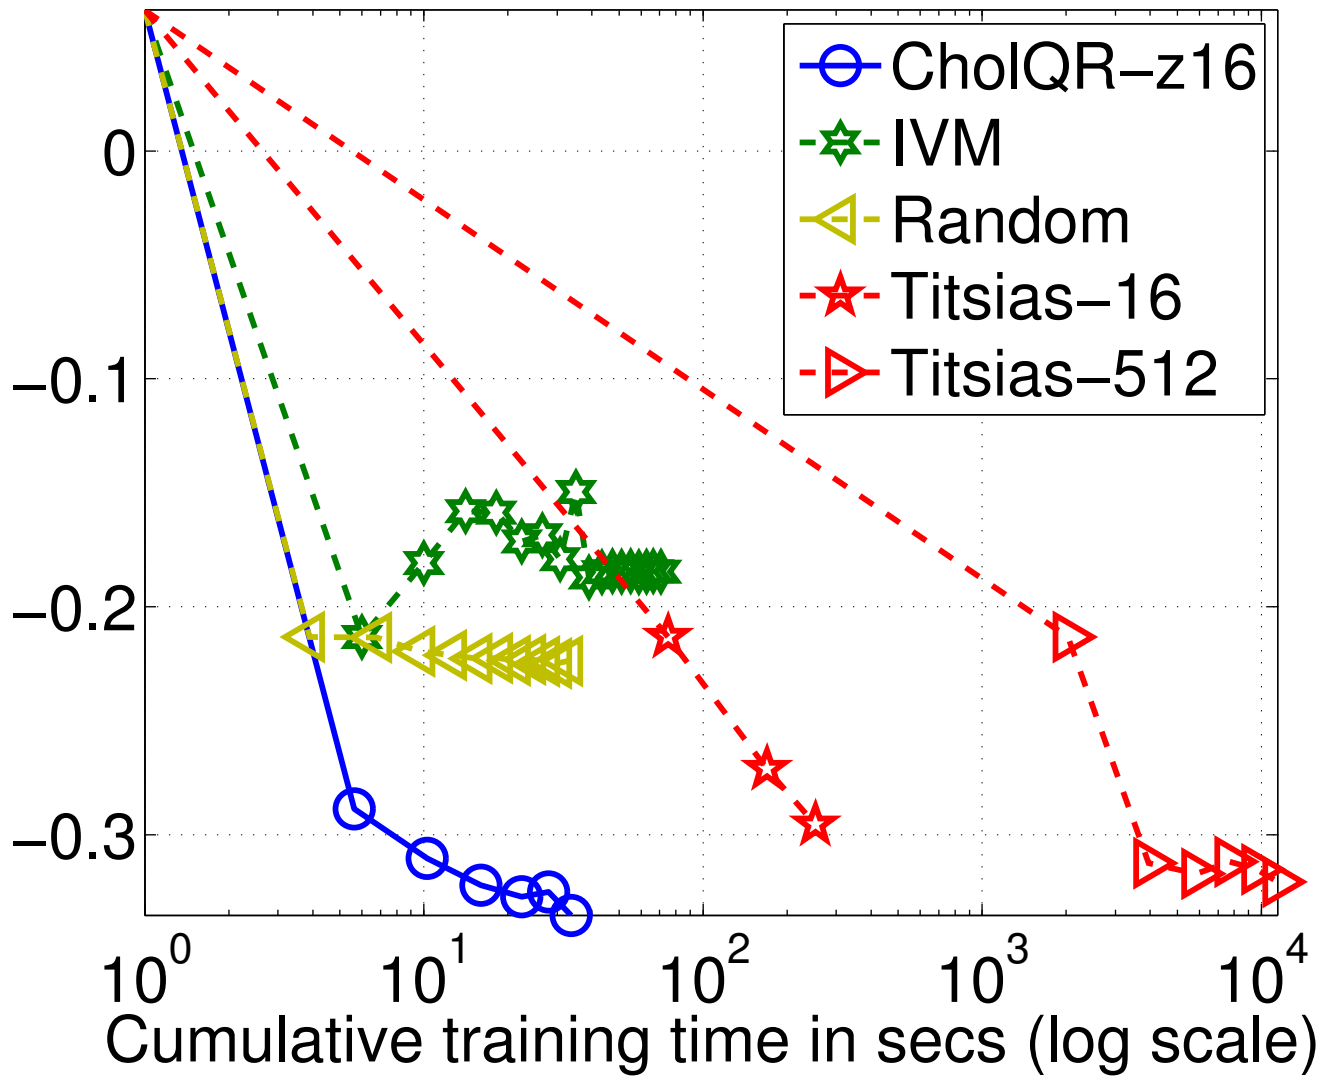 CholQR−z16
IVM
Random
Titsias−16
Titsias−512
0
−0.1
−0.2
−0.3
10^0 10^1 10^2 10^3 10^4
Cumulative training time in secs (log scale)